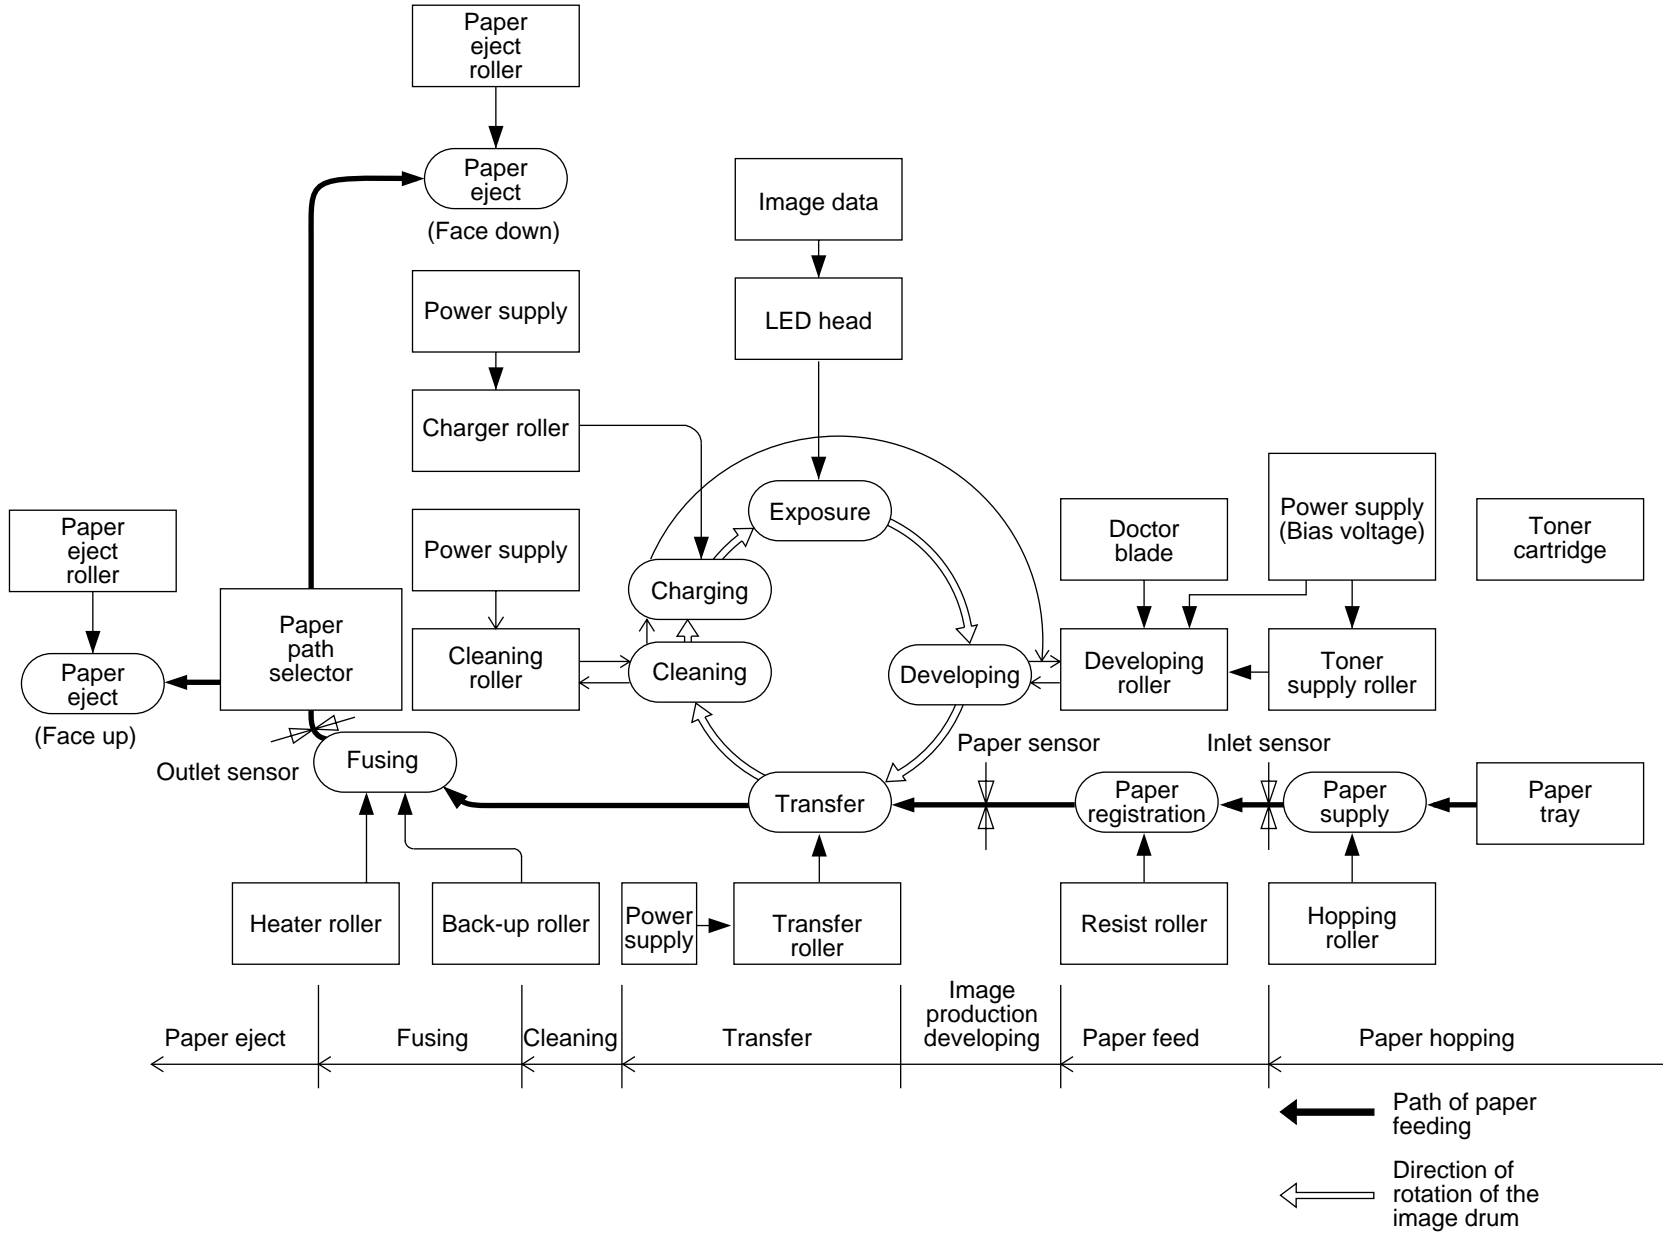 Paper
eject
roller
Paper
eject
(Face down)
Image data
Power supply
LED head
Charger roller
Exposure
Power supply
(Bias voltage)
Toner
cartridge
Doctor
blade
Paper
eject
roller
Power supply
Charging
Paper
path
selector
Cleaning
roller
Cleaning
Developing
Developing
roller
Toner
supply roller
Paper
eject
(Face up)
Outlet sensor
Fusing
Paper sensor
Inlet sensor
Transfer
Paper
registration
Paper
supply
Paper
tray
Heater roller
Back-up roller
Power
supply
Transfer
roller
Resist roller
Hopping
roller
Paper eject
Fusing
Cleaning
Transfer
Image
production
developing
Paper feed
Paper hopping
Path of paper
feeding
Direction of
rotation of the
image drum